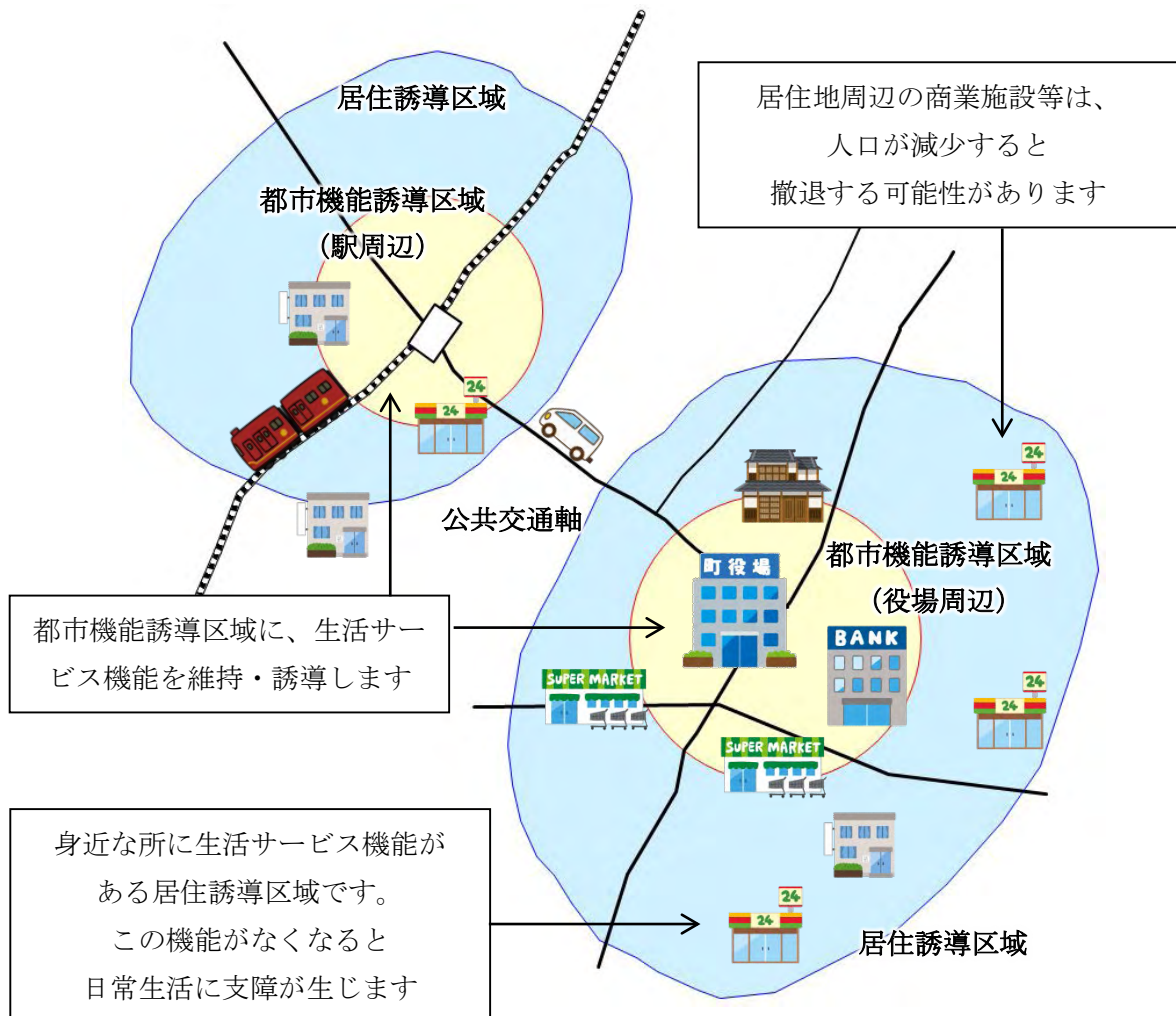 居住誘導区域
都市機能誘導区域
（駅周辺）
居住地周辺の商業施設等は、
人口が減少すると
撤退する可能性があります
24
24
公共交通軸
24
24
都市機能誘導区域
（役場周辺）
町役場
BANK
都市機能誘導区域に、生活サー
ビス機能を維持・誘導します
SUPER MARKET
24
24
SUPER MARKET
身近な所に生活サービス機能が
ある居住誘導区域です。
この機能がなくなると
日常生活に支障が生じます
24
24
居住誘導区域